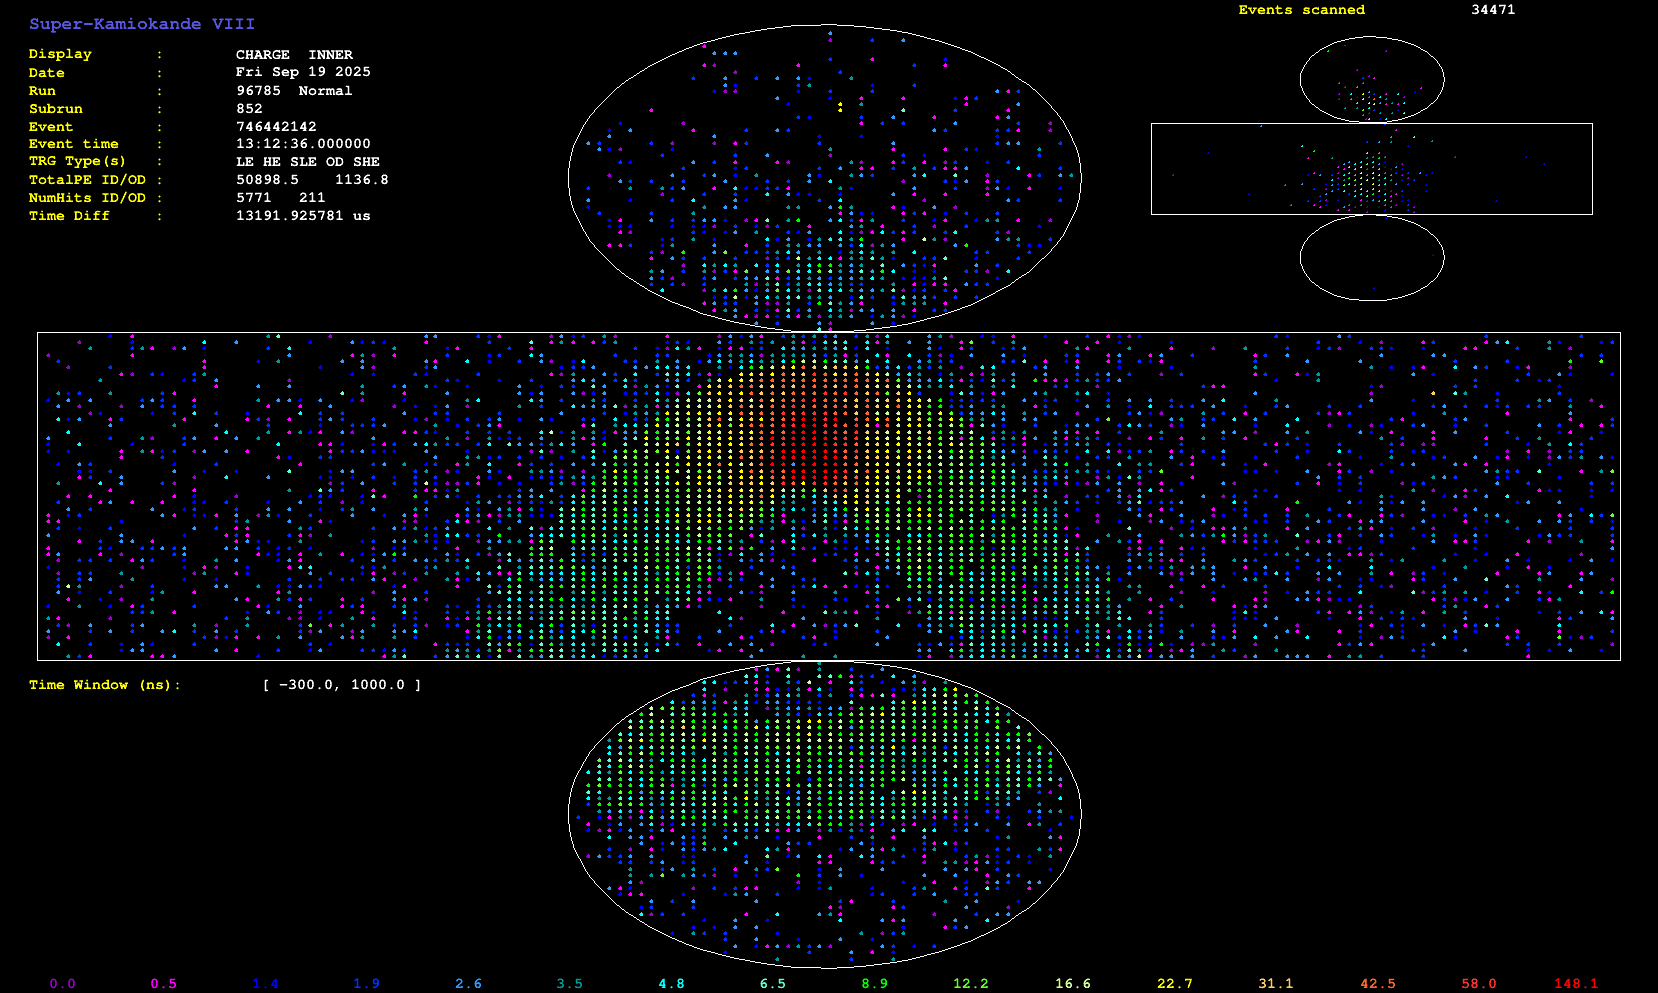 Super-Kamiokande VIII
Events scanned 34471
Display : CHARGE INNER
Date : Fri Sep 19 2025
Run : 96785 Normal
Subrun : 852
Event : 746442142
Event time : 13:12:36.000000
TRG Type(s) : LE HE SLE OD SHE
TotalPE ID/OD : 50898.5 1136.8
NumHits ID/OD : 5771 211
Time Diff : 13191.925781 us
Time Window (ns): [ -300.0, 1000.0 ]
0.0 0.5 1.4 1.9 2.6 3.5 4.8 6.5 8.9 12.2 16.6 22.7 31.1 42.5 58.0 148.1